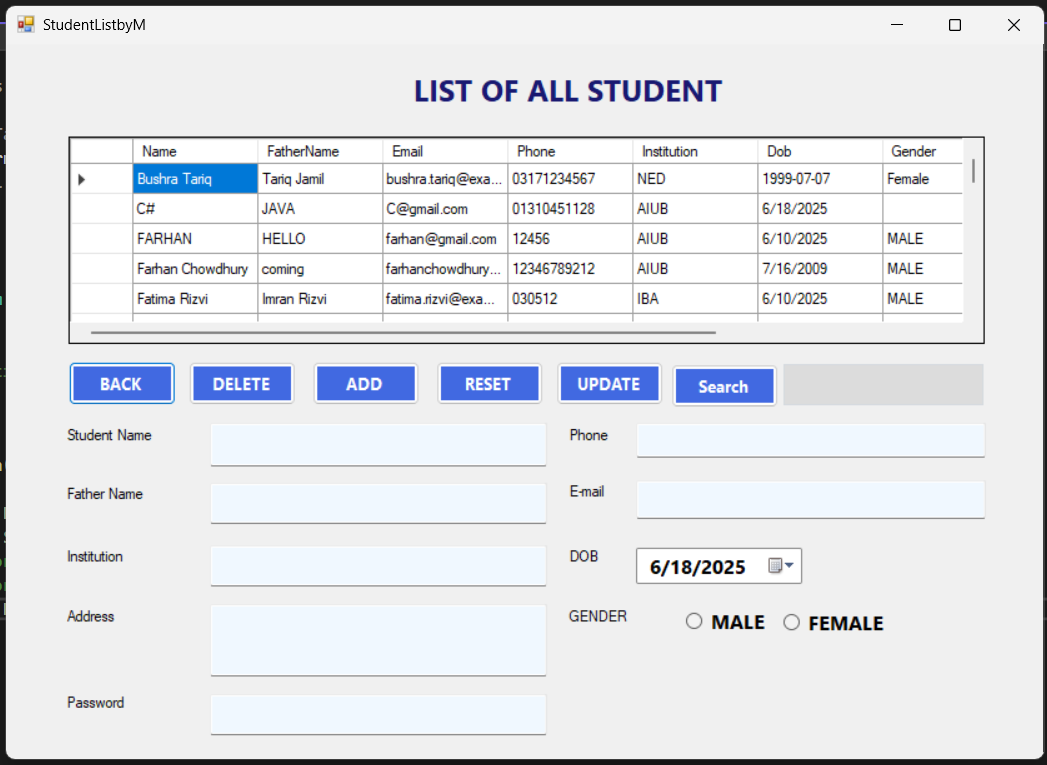 StudentListbyM
LIST OF ALL STUDENT
Name FatherName Email Phone Institution Dob Gender
Bushra Tariq Tariq Jamil bushra.tariq@exa... 03171234567 NED 1999-07-07 Female
C# JAVA C@gmail.com 01310451128 AIUB 6/18/2025
FARHAN HELLO farhan@gmail.com 12456 AIUB 6/10/2025 MALE
Farhan Chowdhury coming farhanchowdhury... 12346789212 AIUB 7/16/2009 MALE
Fatima Rizvi Imran Rizvi fatima.rizvi@exa... 030512 IBA 6/10/2025 MALE
BACK DELETE ADD RESET UPDATE Search
Student Name Phone
Father Name E-mail
Institution DOB 6/18/2025
Address GENDER MALE FEMALE
Password